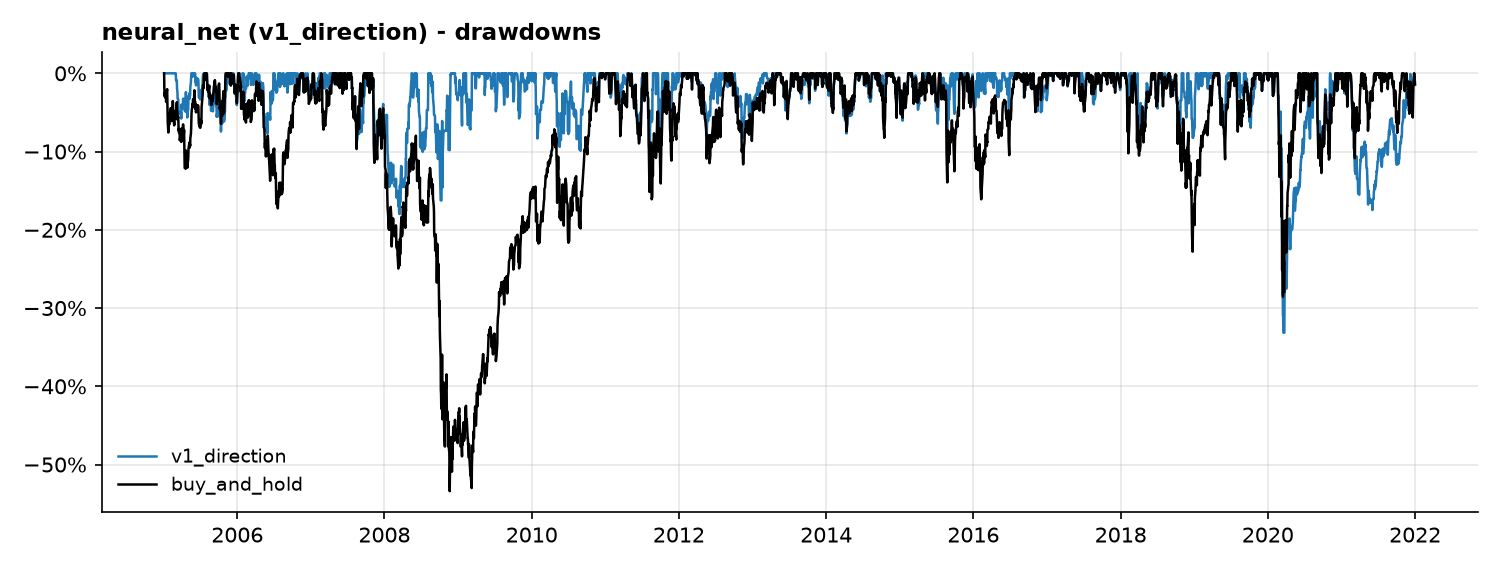 neural_net (v1_direction) - drawdowns
0%
−10%
−20%
−30%
−40%
−50%
v1_direction
buy_and_hold
2006 2008 2010 2012 2014 2016 2018 2020 2022